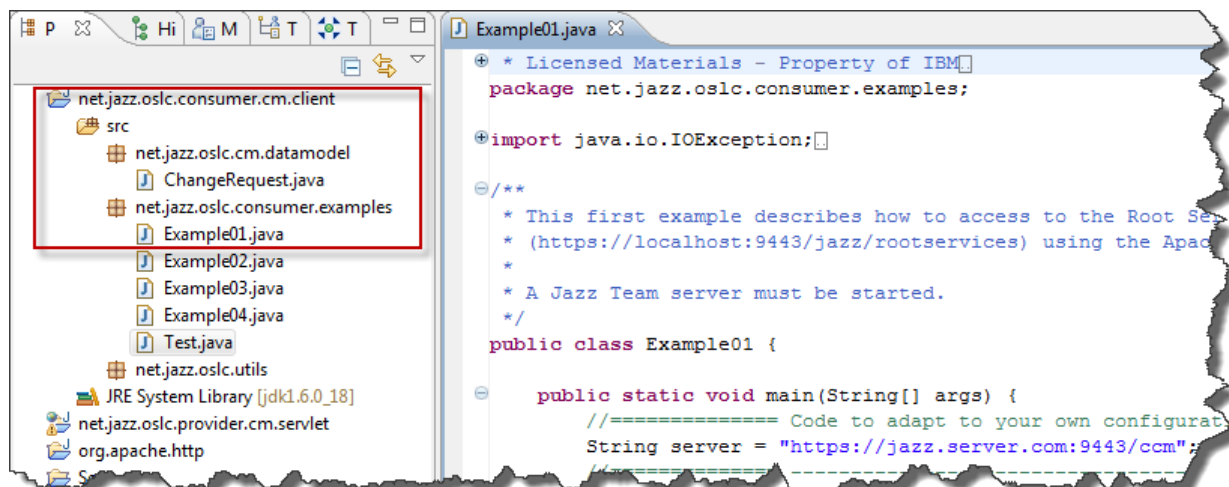 P Hi M T T
net.jazz.oslc.consumer.cm.client
src
net.jazz.oslc.cm.datamodel
ChangeRequest.java
net.jazz.oslc.consumer.examples
Example01.java
Example02.java
Example03.java
Example04.java
Test.java
net.jazz.oslc.utils
JRE System Library [jdk1.6.0_18]
net.jazz.oslc.provider.cm.servlet
org.apache.http
Example01.java
* Licensed Materials - Property of IBM
package net.jazz.oslc.consumer.examples;
import java.io.IOException;
/**
* This first example describes how to access to the Root
* (https://localhost:9443/jazz/rootservices) using the
*
* A Jazz Team server must be started.
*/
public class Example01 {
public static void main(String[] args) {
//============== Code to adapt to your own
String server = "https://jazz.server.com:9443/ccm";